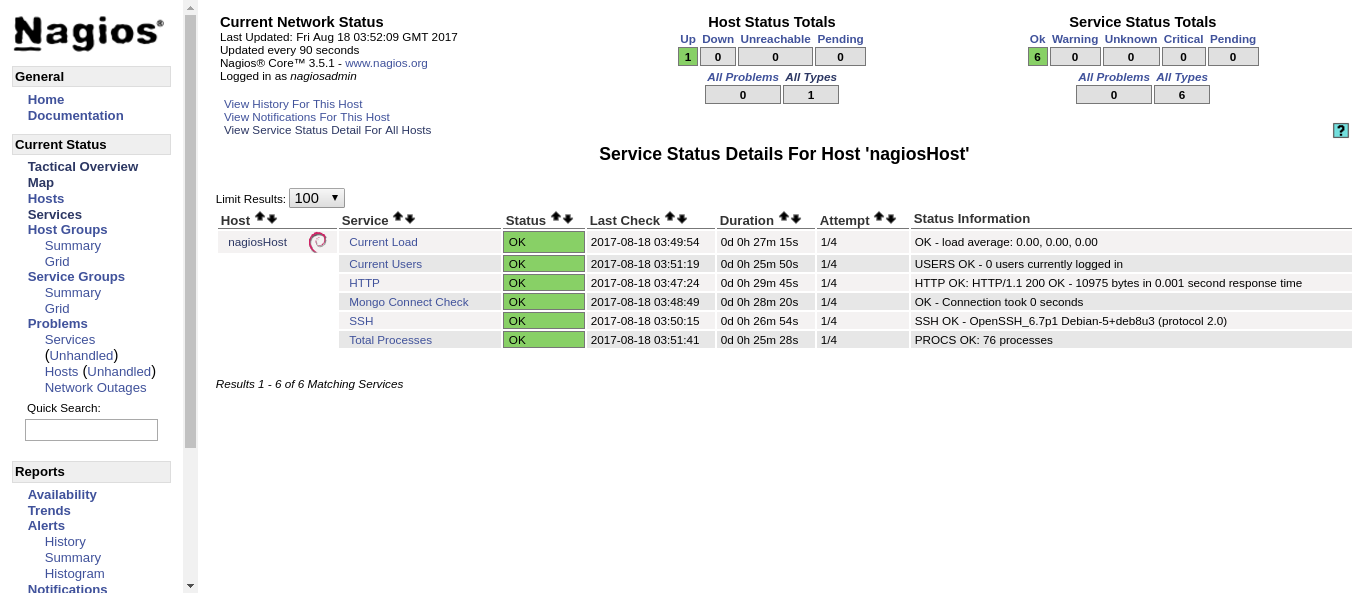 Nagios®
General
Home
Documentation
Current Status
Tactical Overview
Map
Hosts
Services
Host Groups
Summary
Grid
Service Groups
Summary
Grid
Problems
Services
(Unhandled)
Hosts (Unhandled)
Network Outages
Quick Search:
Reports
Availability
Trends
Alerts
History
Summary
Histogram
Notifications
Current Network Status
Last Updated: Fri Aug 18 03:52:09 GMT 2017
Updated every 90 seconds
Nagios® Core™ 3.5.1 - www.nagios.org
Logged in as nagiosadmin
View History For This Host
View Notifications For This Host
View Service Status Detail For All Hosts
Host Status Totals
Up Down Unreachable Pending
1 0 0 0
All Problems All Types
0 1
Service Status Totals
Ok Warning Unknown Critical Pending
6 0 0 0 0
All Problems All Types
0 6
?
Service Status Details For Host 'nagiosHost'
Limit Results: 100
Host Service Status Last Check Duration Attempt Status Information
nagiosHost Current Load OK 2017-08-18 03:49:54 0d 0h 27m 15s 1/4 OK - load average: 0.00, 0.00, 0.00
Current Users OK 2017-08-18 03:51:19 0d 0h 25m 50s 1/4 USERS OK - 0 users currently logged in
HTTP OK 2017-08-18 03:47:24 0d 0h 29m 45s 1/4 HTTP OK: HTTP/1.1 200 OK - 10975 bytes in 0.001 second response time
Mongo Connect Check OK 2017-08-18 03:48:49 0d 0h 28m 20s 1/4 OK - Connection took 0 seconds
SSH OK 2017-08-18 03:50:15 0d 0h 26m 54s 1/4 SSH OK - OpenSSH_6.7p1 Debian-5+deb8u3 (protocol 2.0)
Total Processes OK 2017-08-18 03:51:41 0d 0h 25m 28s 1/4 PROCS OK: 76 processes
Results 1 - 6 of 6 Matching Services